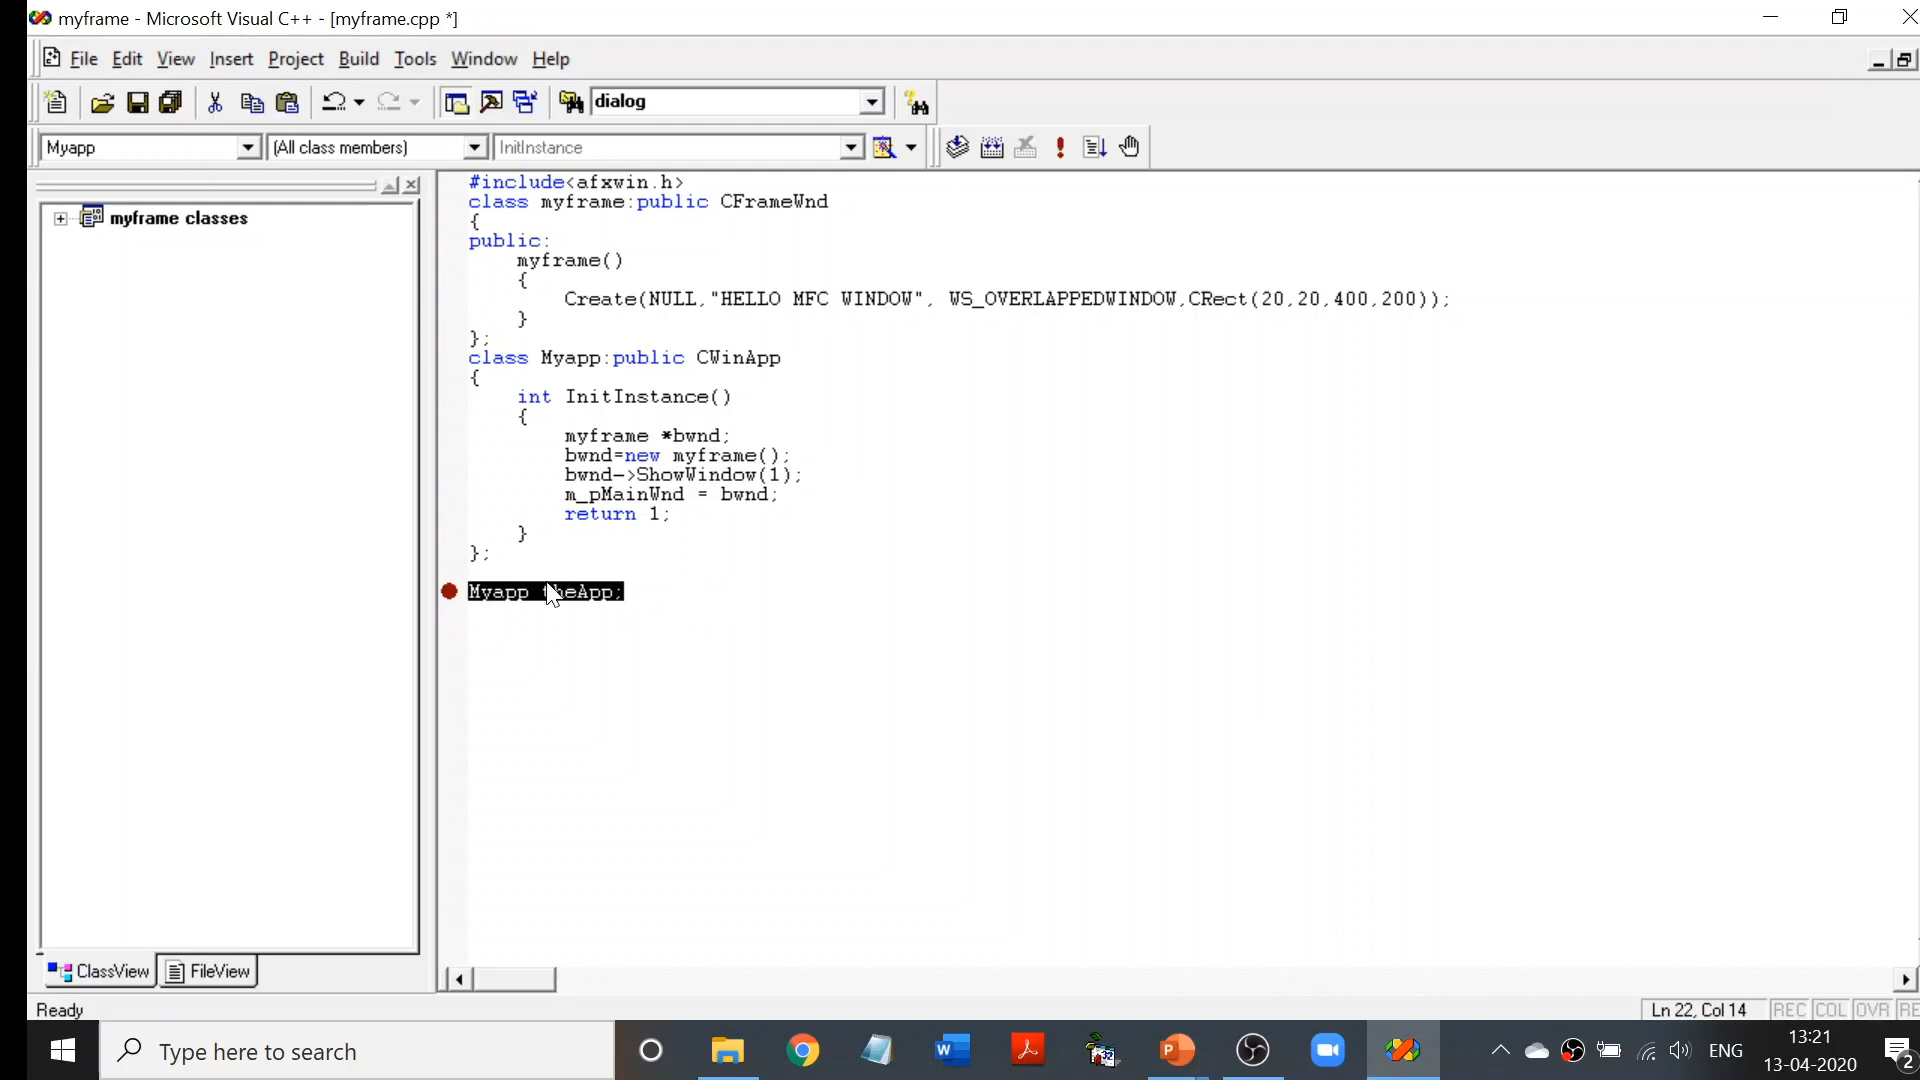 myframe - Microsoft Visual C++ - [myframe.cpp *]
File Edit View Insert Project Build Tools Window Help
dialog
Myapp (All class members) InitInstance
myframe classes
#include<afxwin.h>
class myframe:public CFrameWnd
{
public:
myframe()
{
Create(NULL,"HELLO MFC WINDOW", WS_OVERLAPPEDWINDOW,CRect(20,20,400,200));
}
};
class Myapp:public CWinApp
{
int InitInstance()
{
myframe *bwnd;
bwnd=new myframe();
bwnd->ShowWindow(1);
m_pMainWnd = bwnd;
return 1;
}
};
Myapp theApp;
ClassView FileView
Ready
Ln 22, Col 14 REC COL OVR RE
Type here to search
ENG
13:21
13-04-2020
2